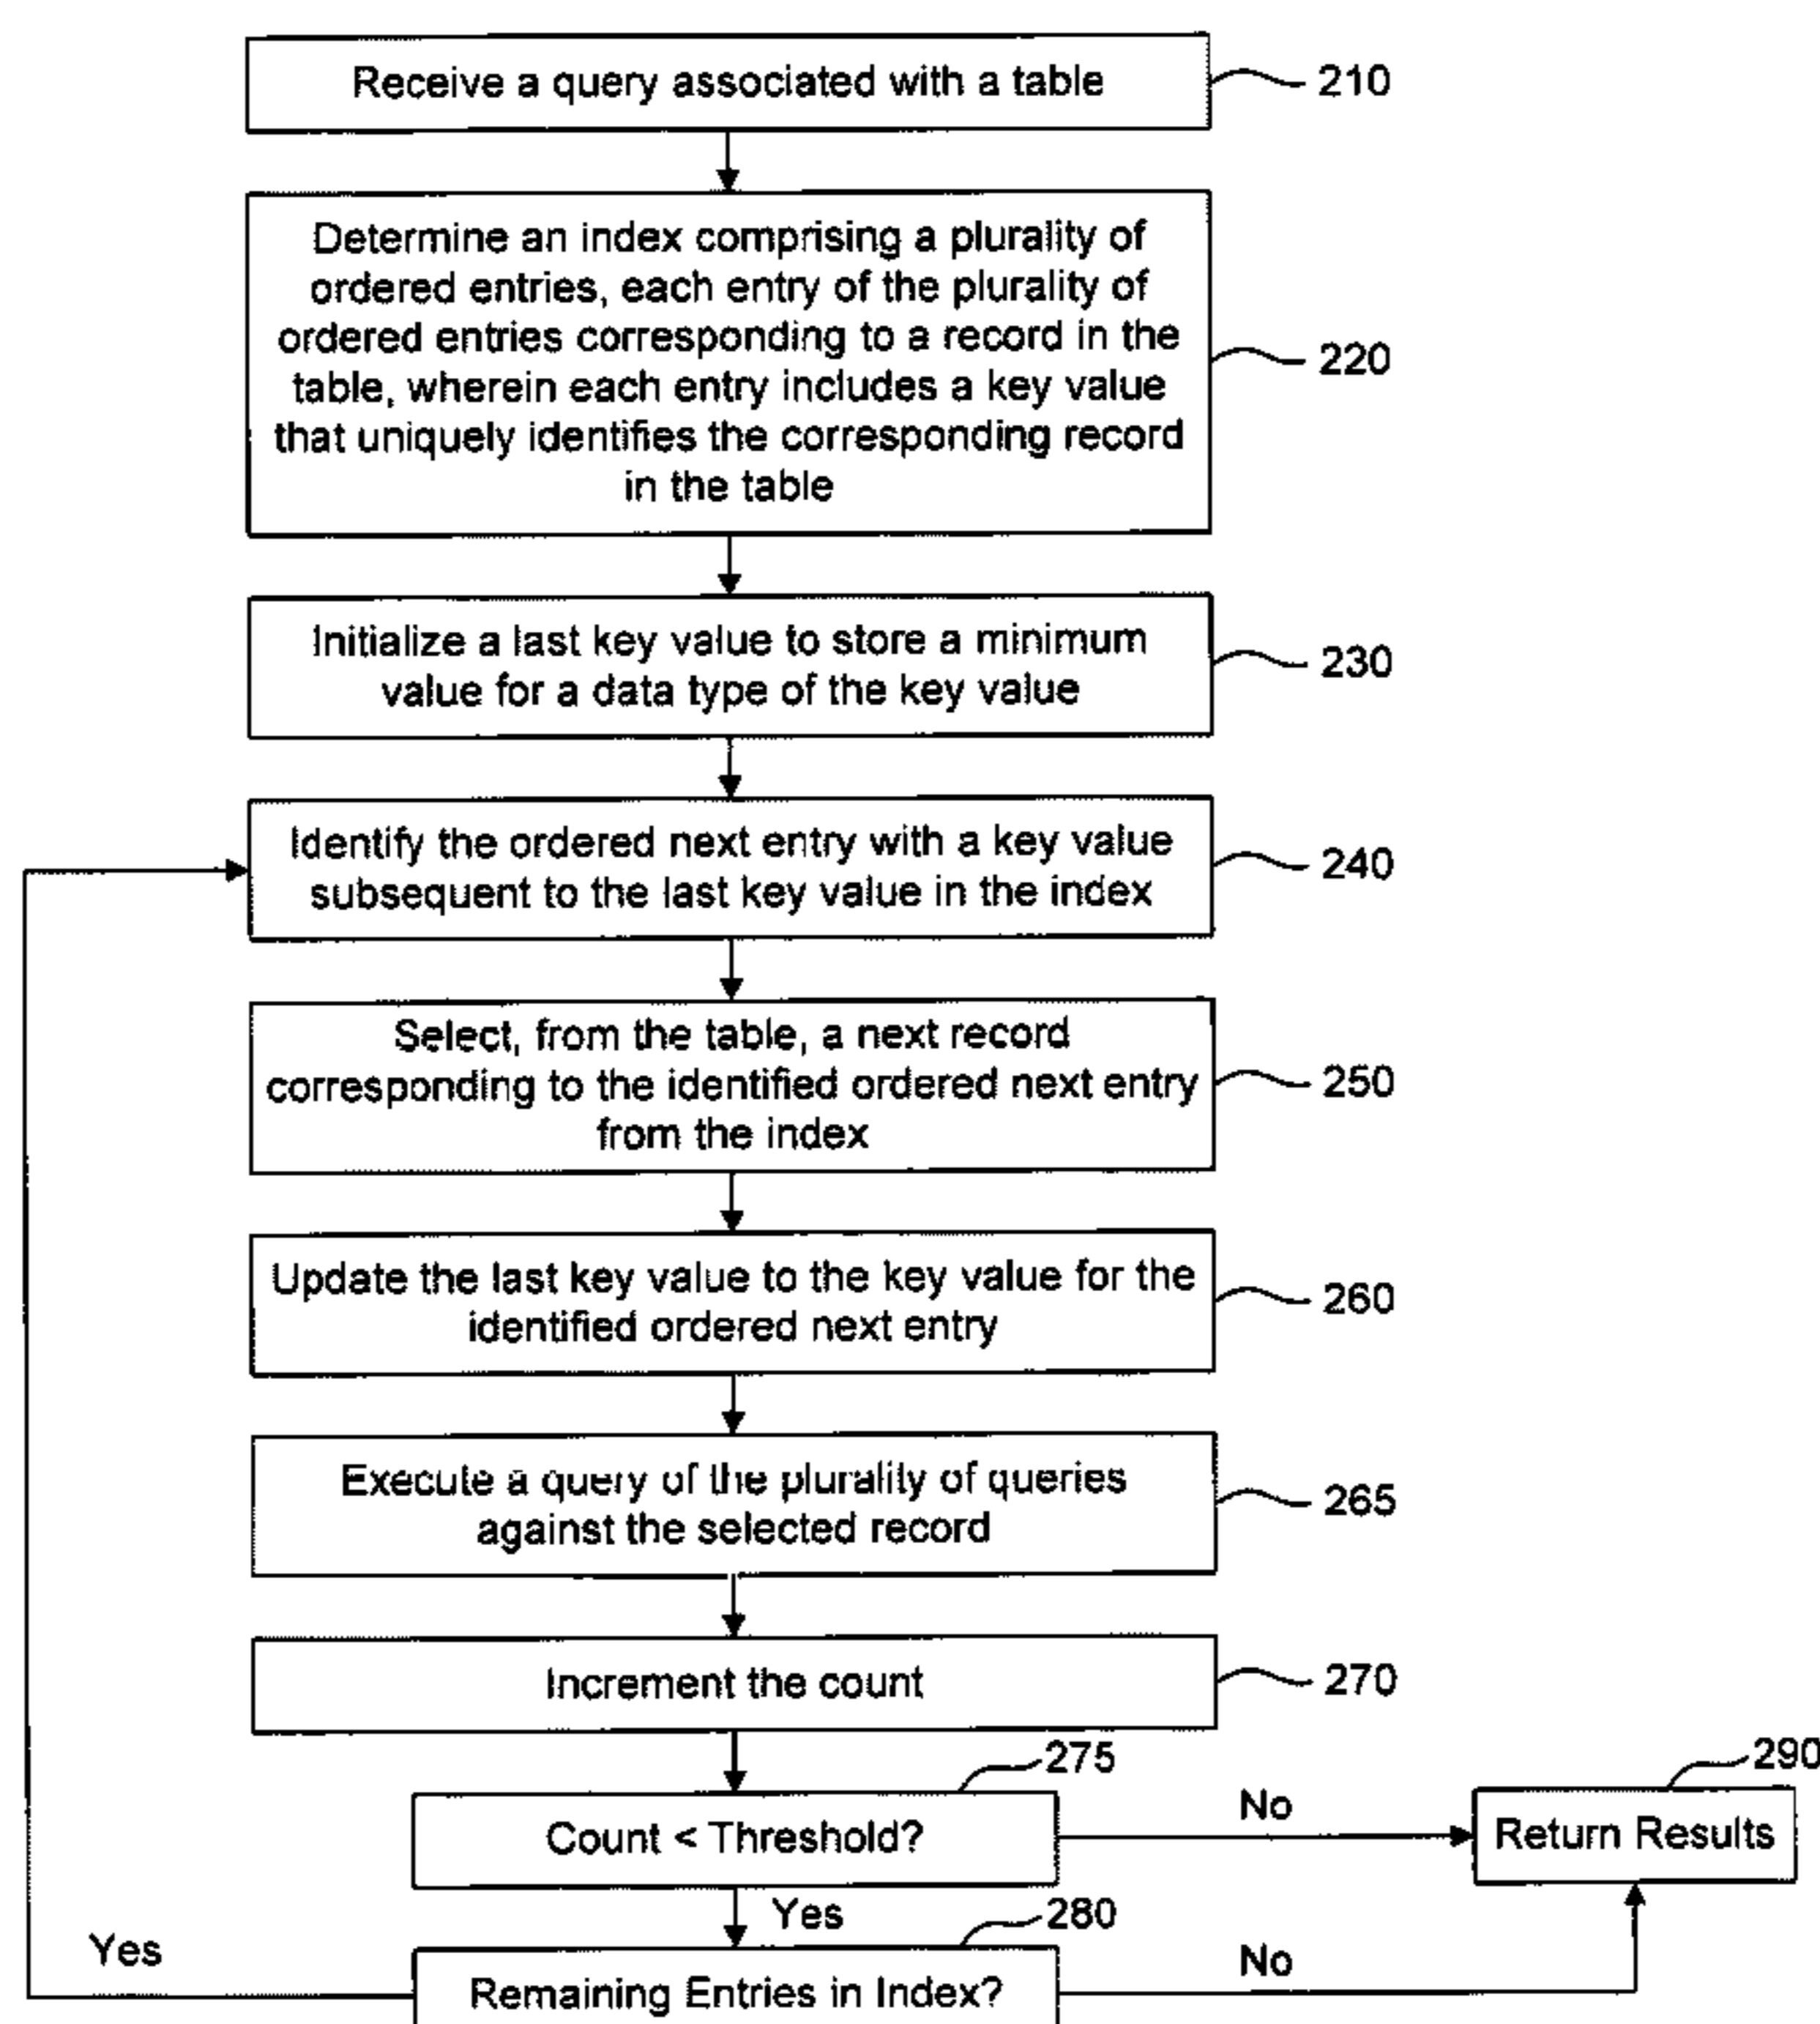 Receive a query associated with a table
210
Determine an index comprising a plurality of
ordered entries, each entry of the plurality of
ordered entries corresponding to a record in the
table, wherein each entry includes a key value
that uniquely identifies the corresponding record
in the table
220
Initialize a last key value to store a minimum
value for a data type of the key value
230
Identify the ordered next entry with a key value
subsequent to the last key value in the index
240
Select, from the table, a next record
corresponding to the identified ordered next entry
from the index
250
Update the last key value to the key value for the
identified ordered next entry
260
Execute a query of the plurality of queries
against the selected record
265
Increment the count
270
275
Count < Threshold?
No
290
Return Results
Yes
280
Remaining Entries in Index?
Yes
No